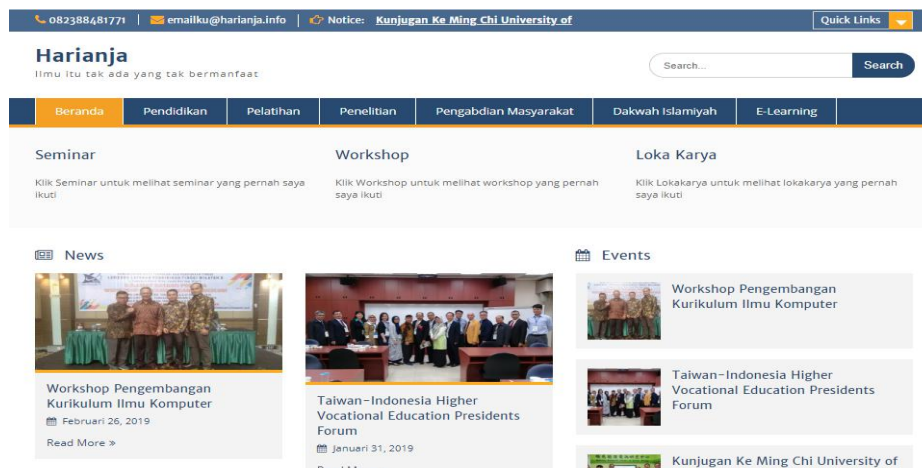 082388481771 emailku@harianja.info Notice: Kunjugan Ke Ming Chi University of Quick Links
Harianja
Ilmu itu tak ada yang tak bermanfaat
Search... Search
Beranda Pendidikan Pelatihan Penelitian Pengabdian Masyarakat Dakwah Islamiyah E-Learning
Seminar
Klik Seminar untuk melihat seminar yang pernah saya
ikuti
Workshop
Klik Workshop untuk melihat workshop yang pernah
saya ikuti
Loka Karya
Klik Lokakarya untuk melihat lokakarya yang pernah
saya ikuti
News
Workshop Pengembangan
Kurikulum Ilmu Komputer
Februari 26, 2019
Read More »
Taiwan-Indonesia Higher
Vocational Education Presidents
Forum
Januari 31, 2019
Events
Workshop Pengembangan
Kurikulum Ilmu Komputer
Taiwan-Indonesia Higher
Vocational Education Presidents
Forum
Kunjugan Ke Ming Chi University of